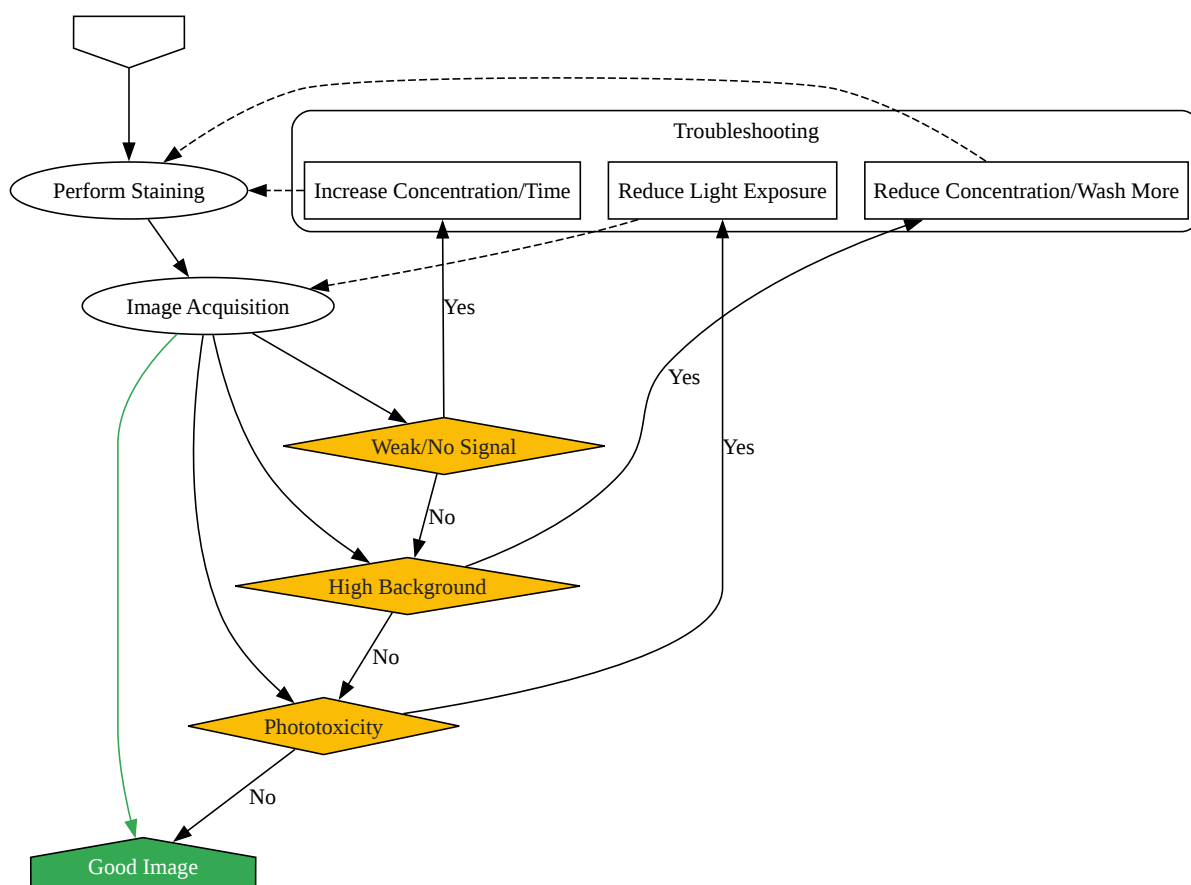 Troubleshooting
Perform Staining
Increase Concentration/Time
Reduce Light Exposure
Reduce Concentration/Wash More
Image Acquisition
Yes
Yes
Weak/No Signal
Yes
No
High Background
No
Phototoxicity
No
Good Image